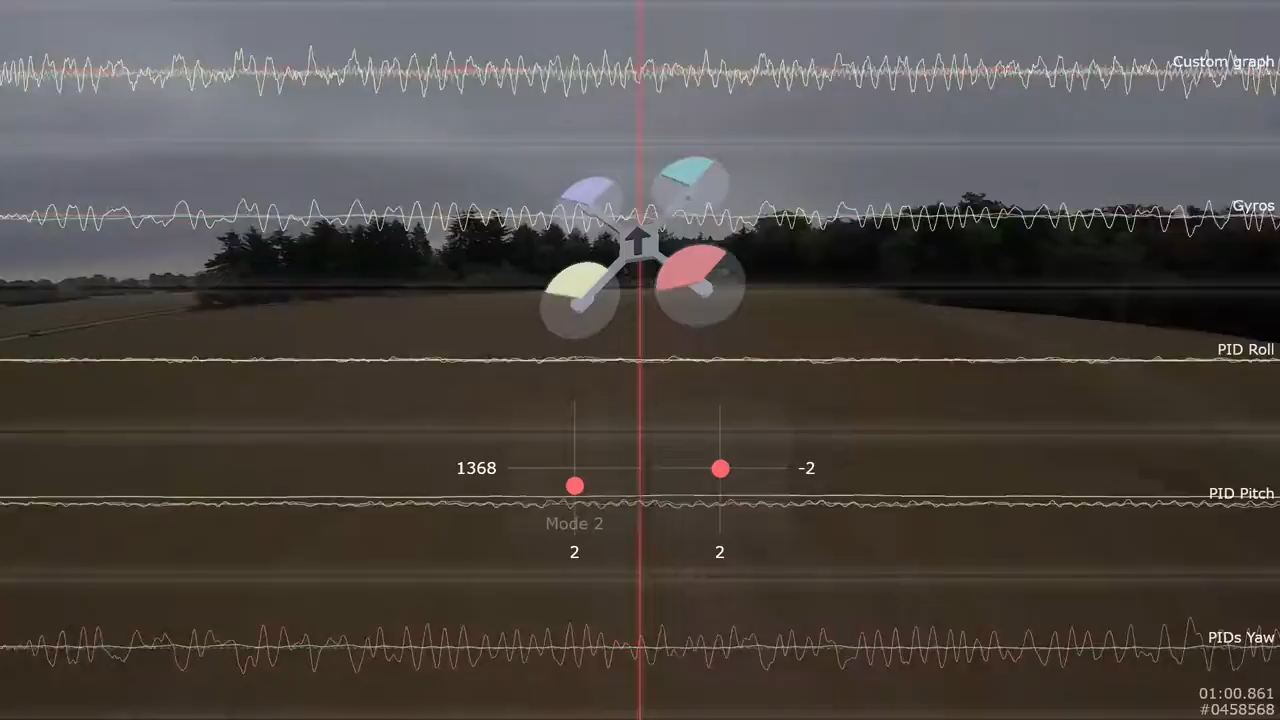 Custom graph
Gyros
PID Roll
1368
-2
PID Pitch
Mode 2
2
2
PIDs Yaw
01:00.861
#0458568